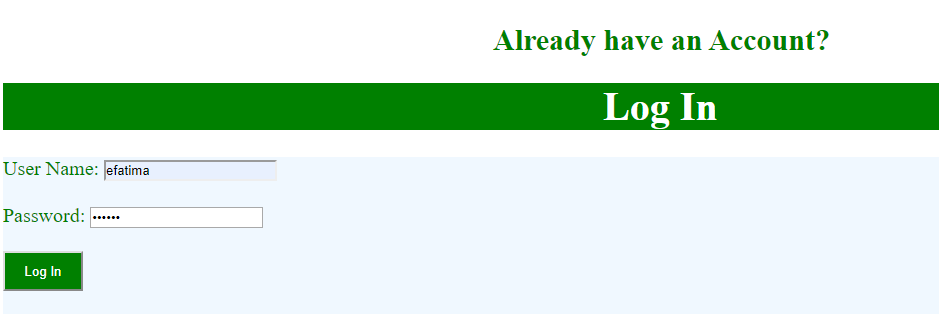 Already have an Account?
Log In
User Name: efatima
Password: ······
Log In